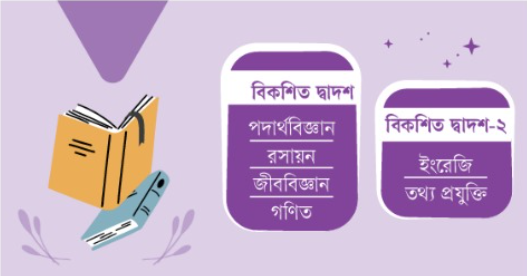 বিকশিত দ্বাদশ
পদার্থবিজ্ঞান
রসায়ন
জীববিজ্ঞান
গণিত
বিকশিত দ্বাদশ-২
ইংরেজি
তথ্য প্রযুক্তি